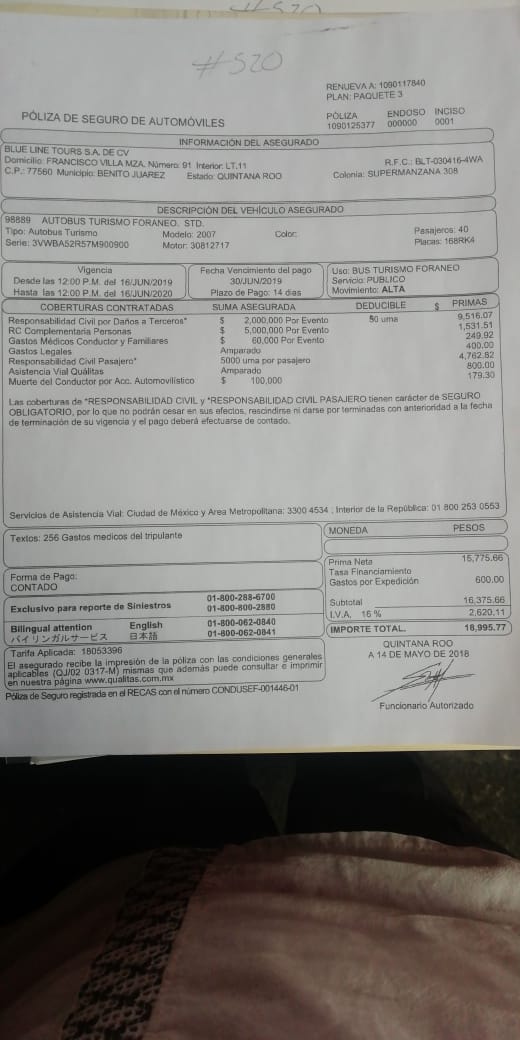 #520
RENUEVA A: 1090117840
PLAN: PAQUETE 3
PÓLIZA DE SEGURO DE AUTOMÓVILES
PÓLIZA ENDOSO INCISO
1090125377 000000 0001
INFORMACIÓN DEL ASEGURADO
BLUE LINE TOURS S.A. DE CV
Domicilio: FRANCISCO VILLA MZA. Número: 91 Interior: LT.11 R.F.C.: BLT-030416-4WA
C.P.: 77560 Municipio: BENITO JUAREZ Estado: QUINTANA ROO Colonia: SUPERMANZANA 308
DESCRIPCIÓN DEL VEHÍCULO ASEGURADO
98889 AUTOBUS TURISMO FORANEO. STD.
Tipo: Autobus Turismo Modelo: 2007 Color: Pasajeros: 40
Serie: 3VWBA52R57M900900 Motor: 30812717 Placas: 168RK4
Vigencia
Desde las 12:00 P.M. del 16/JUN/2019
Hasta las 12:00 P.M. del 16/JUN/2020
Fecha Vencimiento del pago
30/JUN/2019
Plazo de Pago: 14 dias
Uso: BUS TURISMO FORANEO
Servicio: PUBLICO
Movimiento: ALTA
COBERTURAS CONTRATADAS SUMA ASEGURADA DEDUCIBLE $ PRIMAS
Responsabilidad Civil por Daños a Terceros* $ 2,000,000 Por Evento 50 uma 9,516.07
RC Complementaria Personas $ 5,000,000 Por Evento 1,531.51
Gastos Médicos Conductor y Familiares $ 60,000 Por Evento 249.92
Gastos Legales Amparado 400.00
Responsabilidad Civil Pasajero* 5000 uma por pasajero 4,762.82
Asistencia Vial Quálitas Amparado 800.00
Muerte del Conductor por Acc. Automovilístico $ 100,000 179.30
Las coberturas de *RESPONSABILIDAD CIVIL y *RESPONSABILIDAD CIVIL PASAJERO tienen carácter de SEGURO
OBLIGATORIO, por lo que no podrán cesar en sus efectos, rescindirse ni darse por terminadas con anterioridad a la fecha
de terminación de su vigencia y el pago deberá efectuarse de contado.
Servicios de Asistencia Vial: Ciudad de México y Area Metropolitana: 3300 4534 ; Interior de la República: 01 800 253 0553
Textos: 256 Gastos medicos del tripulante
MONEDA PESOS
Forma de Pago:
CONTADO
Prima Neta 15,775.66
Tasa Financiamiento
Gastos por Expedición 600.00
Subtotal 16,375.66
I.V.A. 16 % 2,620.11
IMPORTE TOTAL. 18,995.77
Exclusivo para reporte de Siniestros 01-800-288-6700
01-800-800-2880
Bilingual attention English 01-800-062-0840
バイリンガルサービス 日本語 01-800-062-0841
Tarifa Aplicada: 18053396
El asegurado recibe la impresión de la póliza con las condiciones generales
aplicables (QJ/02 0317-M) mismas que además puede consultar e imprimir
en nuestra página www.qualitas.com.mx
Póliza de Seguro registrada en el RECAS con el número CONDUSEF-001446-01
QUINTANA ROO
A 14 DE MAYO DE 2018
Funcionario Autorizado